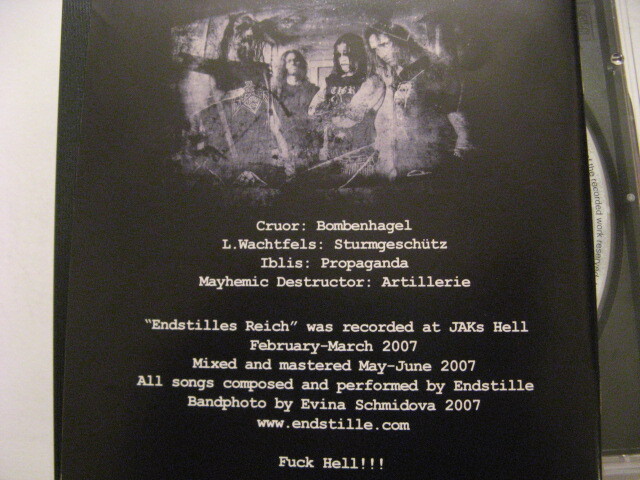 Cruor: Bombenhagel
L.Wachtfels: Sturmgeschütz
Iblis: Propaganda
Mayhemic Destructor: Artillerie
"Endstilles Reich" was recorded at JAKs Hell
February-March 2007
Mixed and mastered May-June 2007
All songs composed and performed by Endstille
Bandphoto by Evina Schmidova 2007
www.endstille.com
Fuck Hell!!!
recorded work